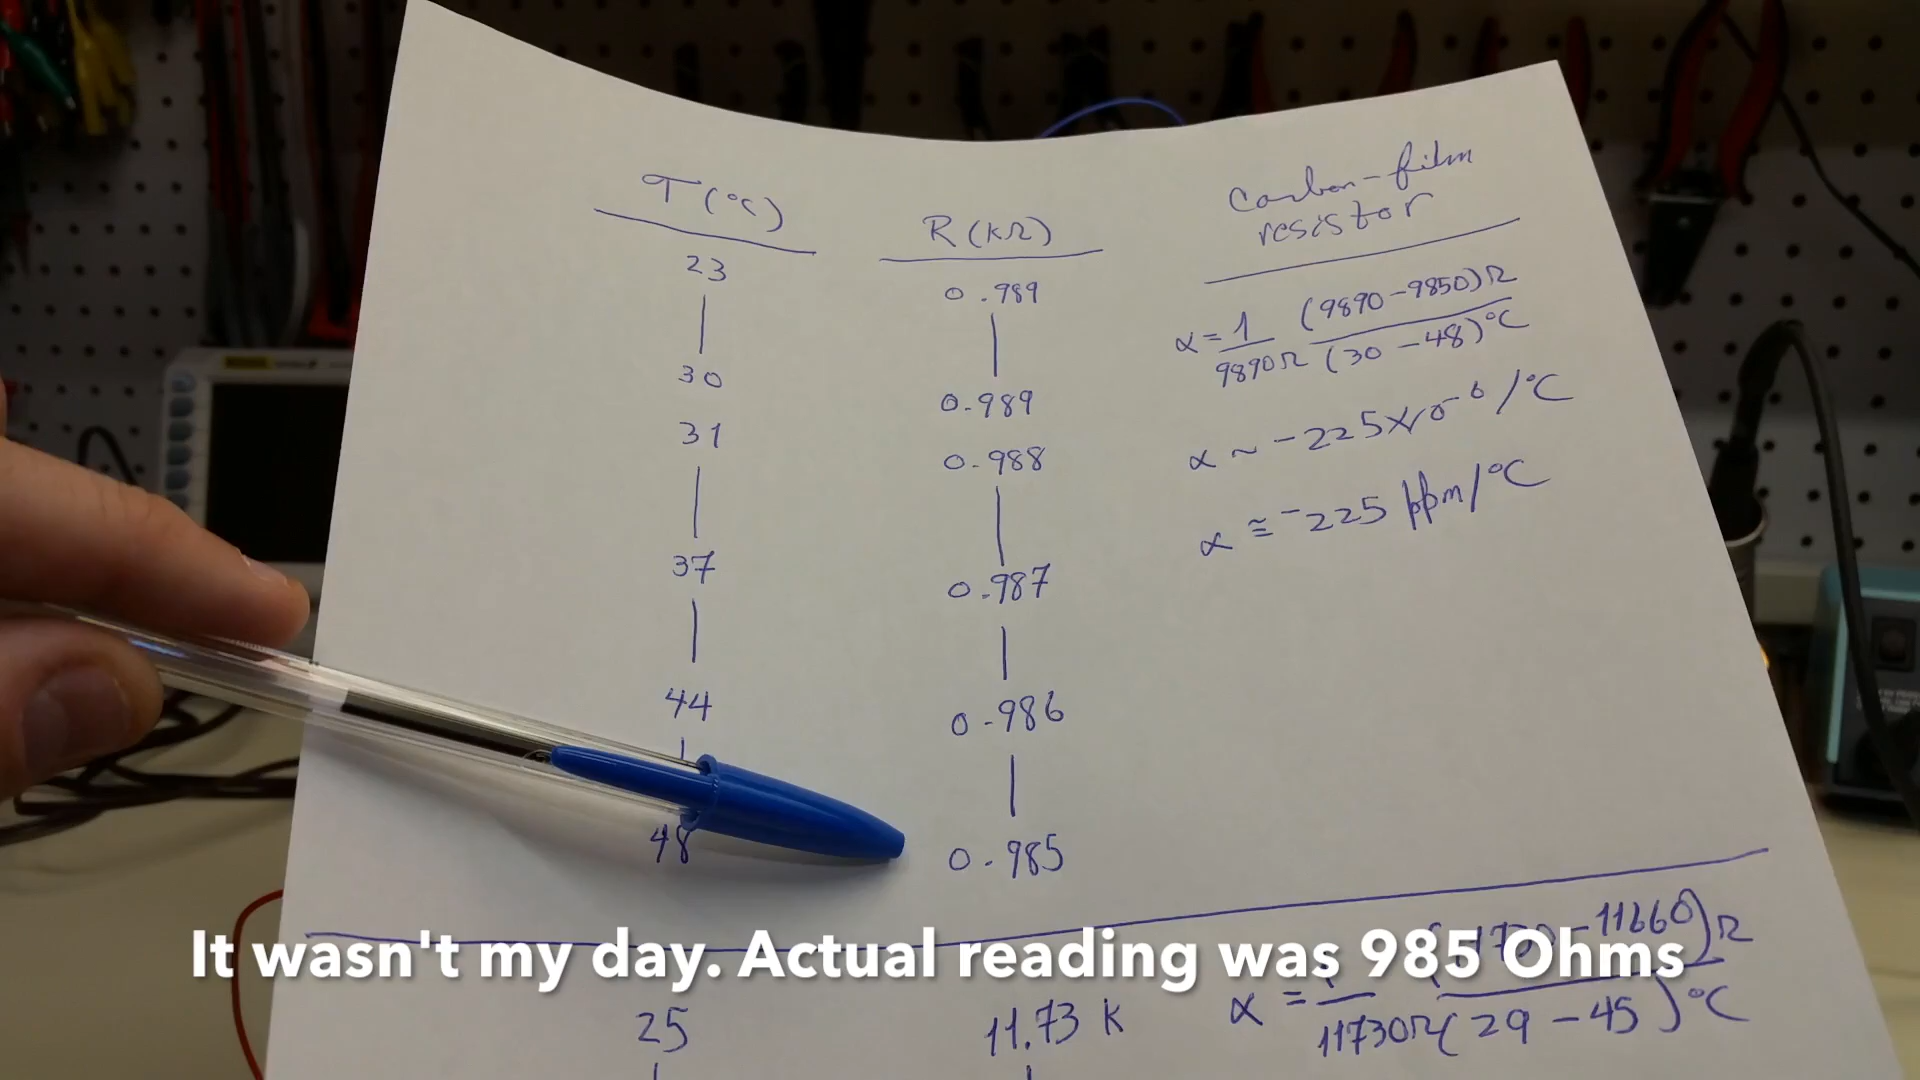 T(°C)
R(kΩ)
Carbon-film
resistor
23
0.989
α = 1 (9890-9850)Ω
9890Ω (30-48)°C
30
0.989
31
0.988
α ~ -225X10-6/°C
α ≅ -225 ppm/°C
37
0.987
44
0.986
48
0.985
It wasn't my day. Actual reading was 985 Ohms
-11660)Ω
α =
11730Ω (29-45)°C
25
11.73 k